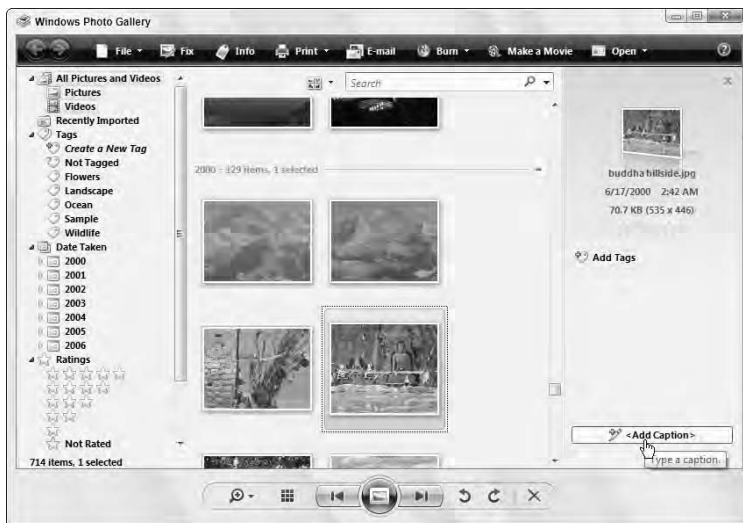 Windows Photo Gallery
File Fix Info Print E-mail Burn Make a Movie Open
All Pictures and Videos
Pictures
Videos
Recently Imported
Tags
Create a New Tag
Not Tagged
Flowers
Landscape
Ocean
Sample
Wildlife
Date Taken
2000
2001
2002
2003
2004
2005
2006
Ratings
Not Rated
714 items, 1 selected
Search
2000 - 129 items, 1 selected
buddha hillside.jpg
6/17/2000 2:42 AM
70.7 KB (535 x 446)
Add Tags
<Add Caption>
Type a caption.